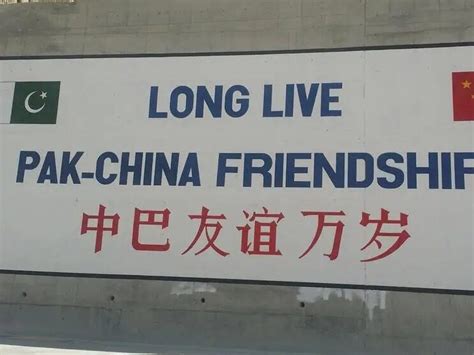 LONG LIVE
PAK-CHINA FRIENDSHIP
中巴友谊万岁